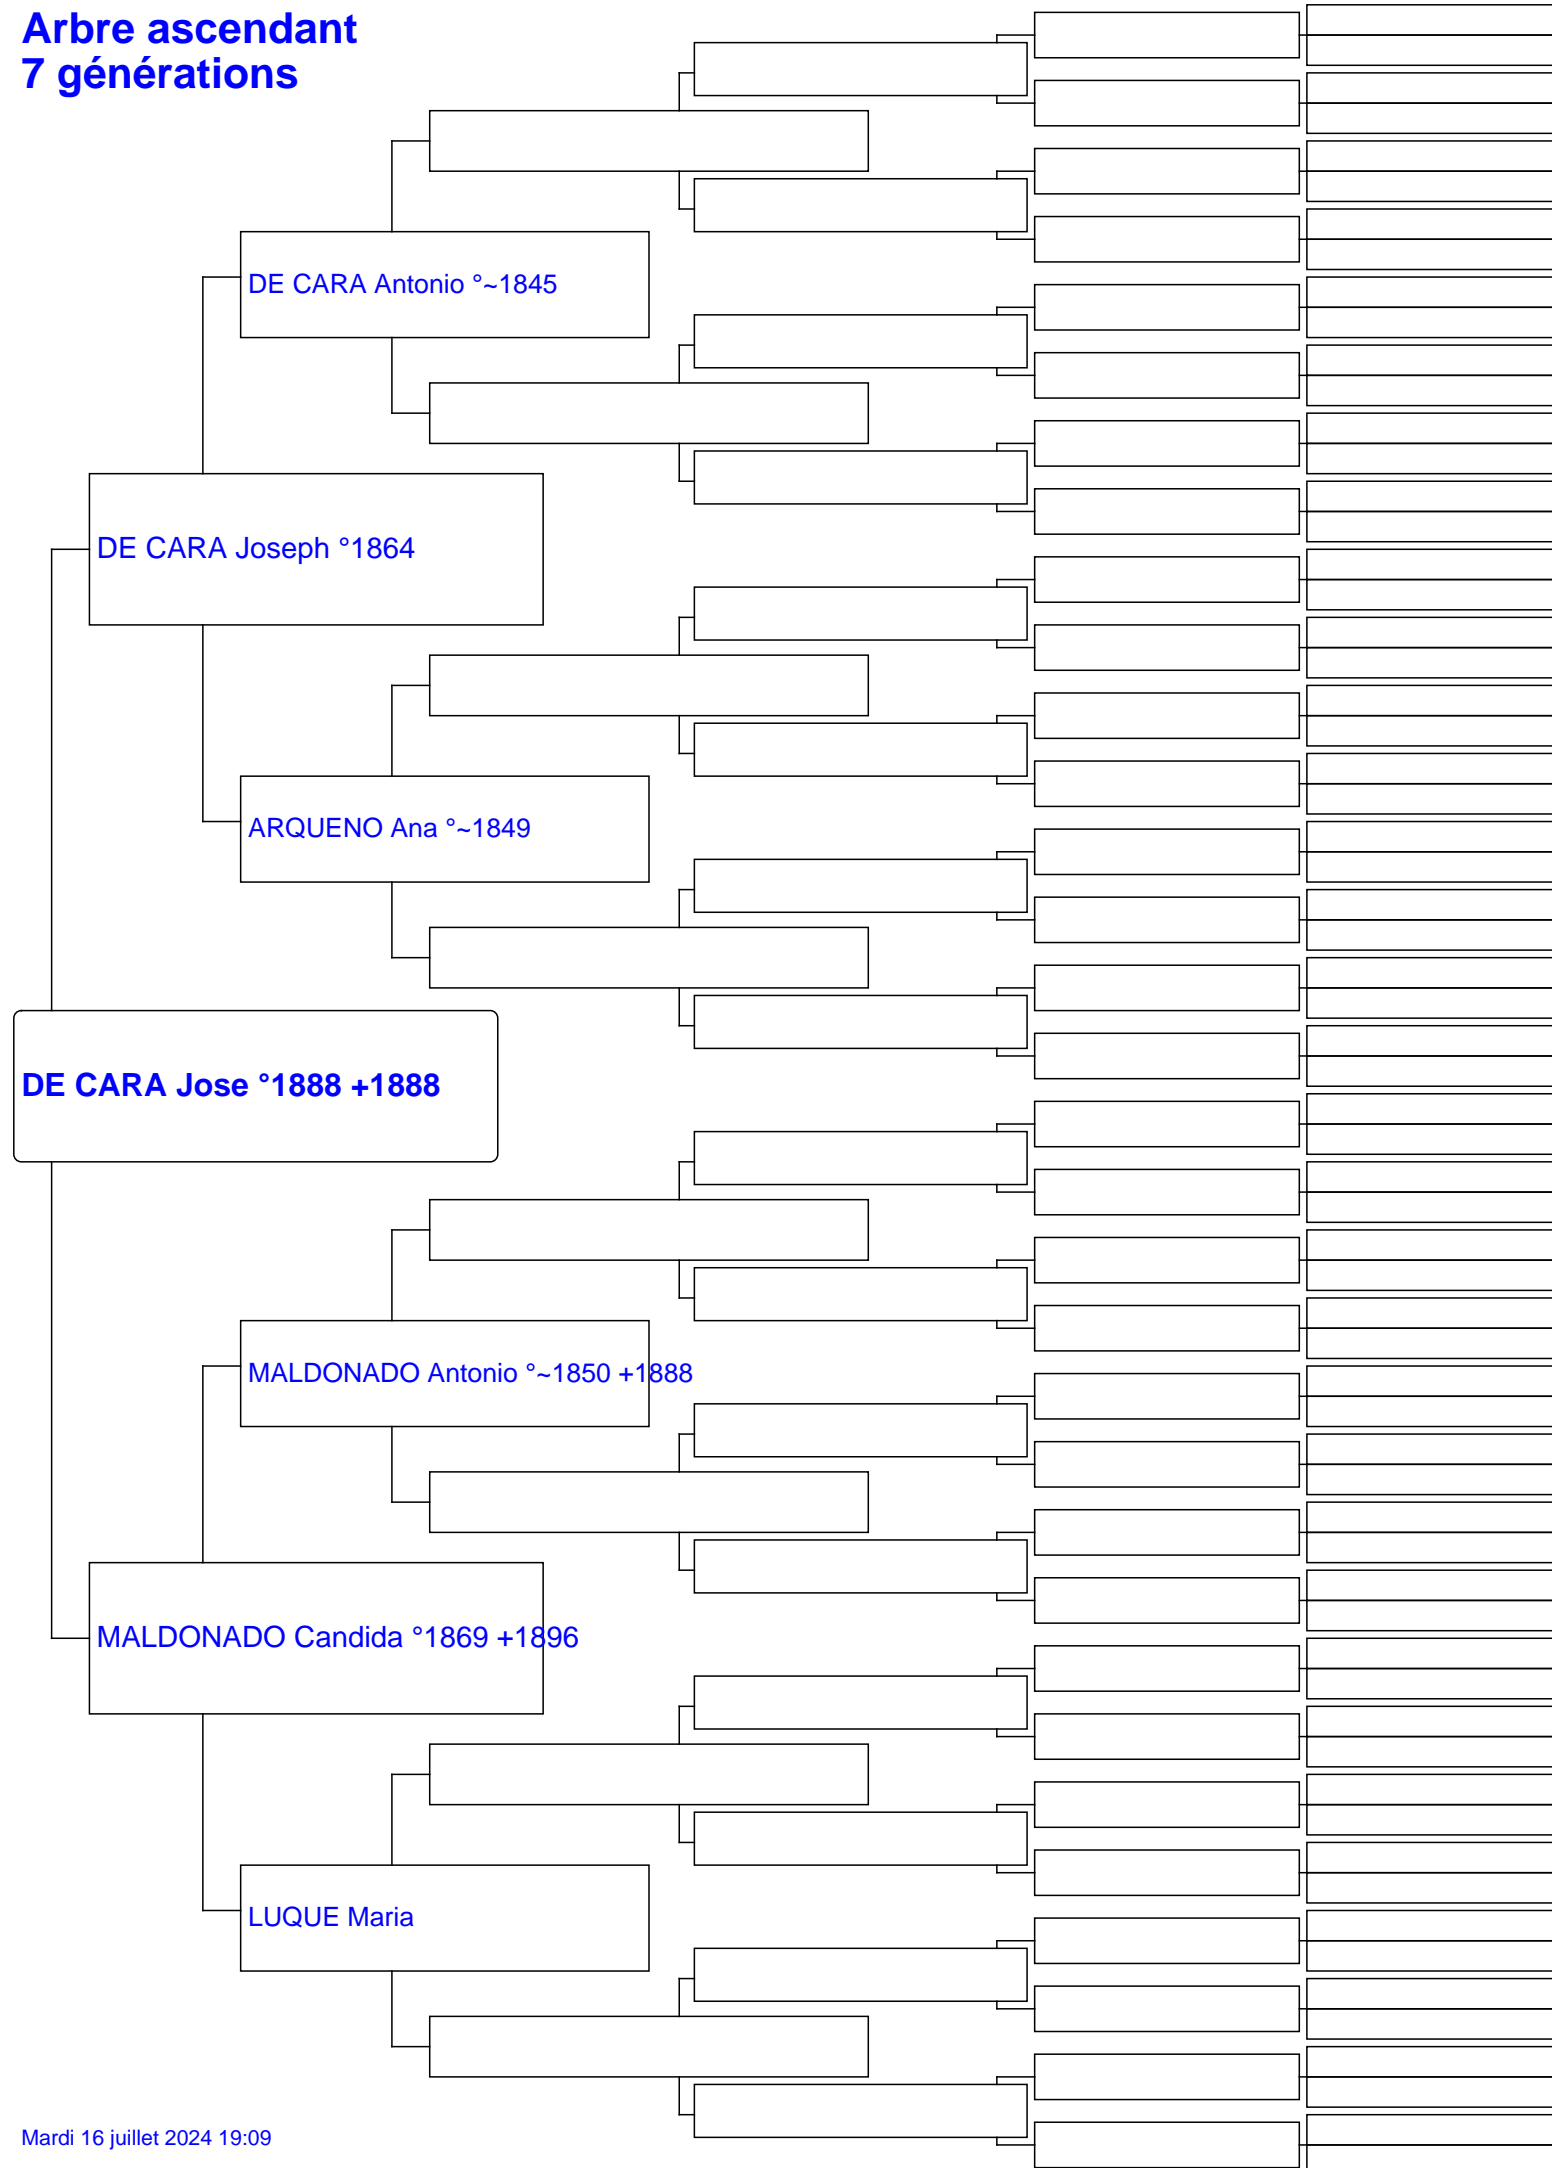 Arbre ascendant
7 générations
DE CARA Antonio °~1845
DE CARA Joseph °1864
ARQUENO Ana °~1849
DE CARA Jose °1888 +1888
MALDONADO Antonio °~1850 +1888
MALDONADO Candida °1869 +1896
LUQUE Maria
Mardi 16 juillet 2024 19:09